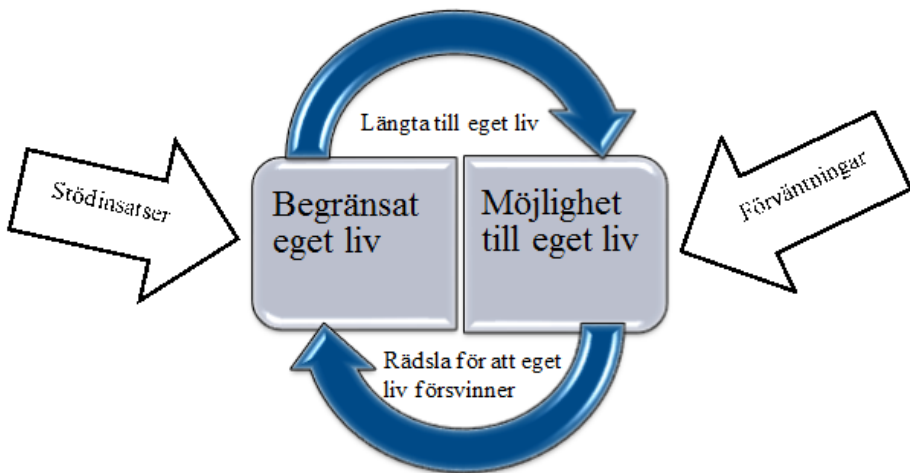 Längta till eget liv
Stödinsatser
Begränsat
eget liv
Möjlighet
till eget liv
Förväntningar
Rädsla för att eget
liv försvinner